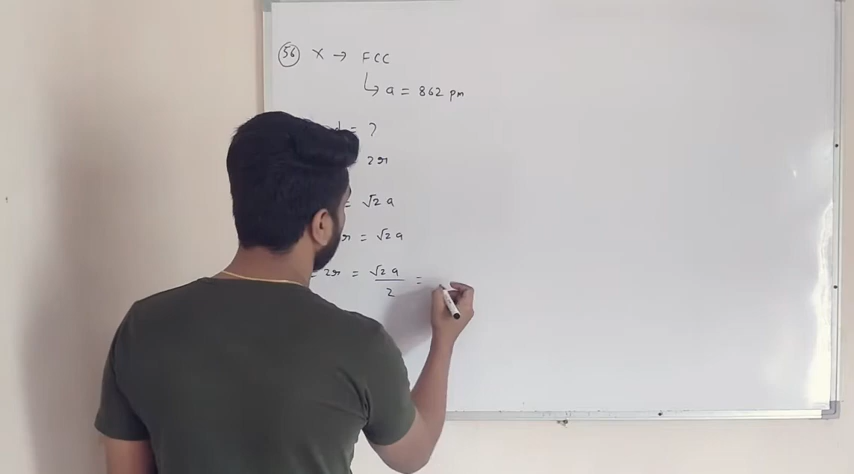 56 X → FCC
↳ a = 862 pm
= ?
2r
= √2 a
r = √2 a
= 2r = √2 a / 2 =